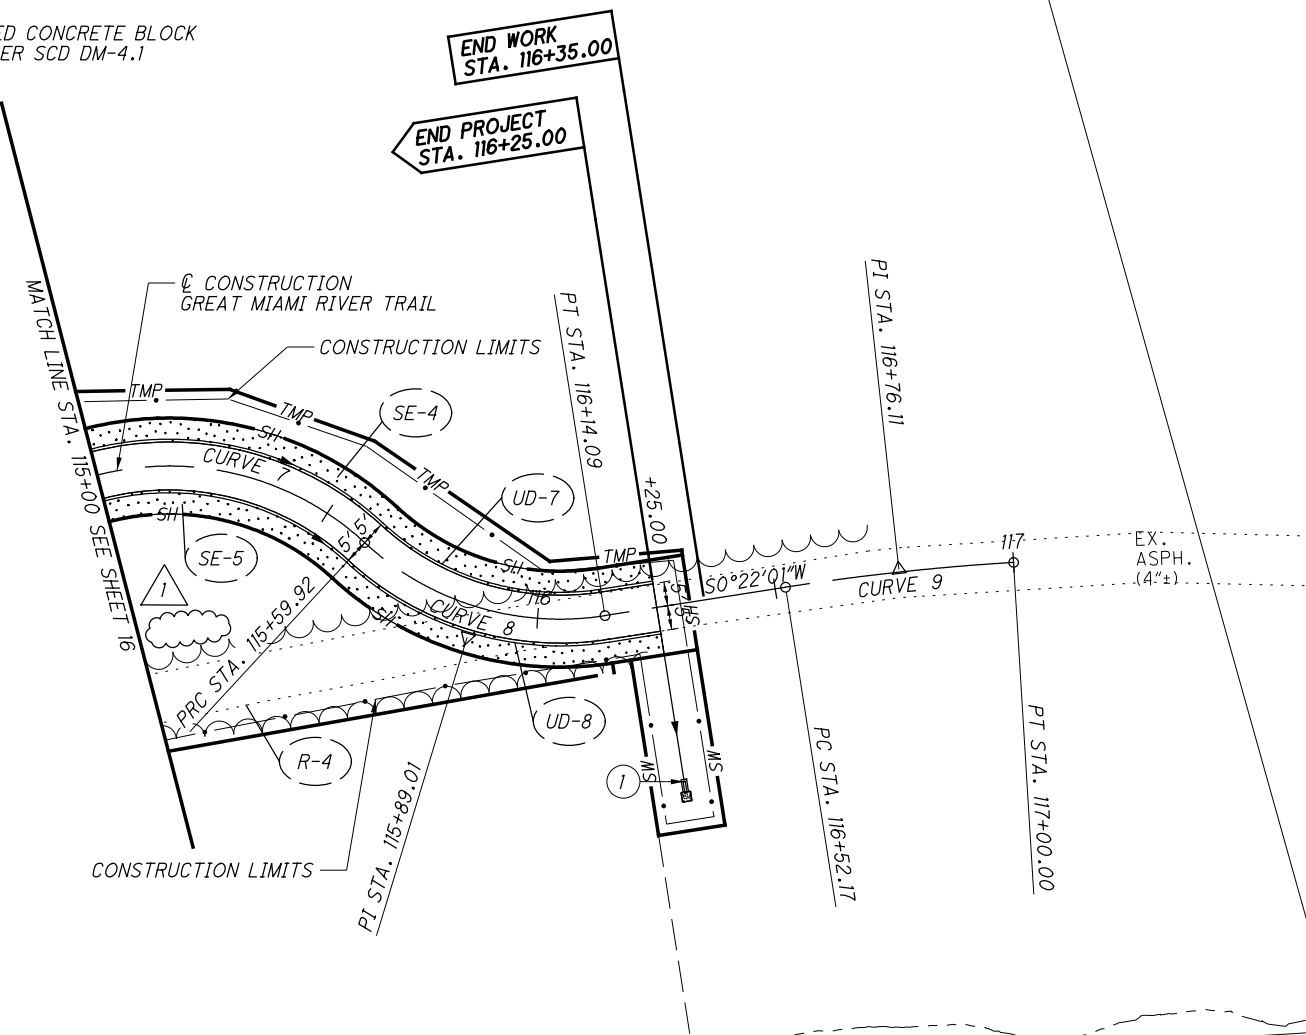 ED CONCRETE BLOCK
ER SCD DM-4.1
END WORK
STA. 116+35.00
END PROJECT
STA. 116+25.00
℄ CONSTRUCTION
GREAT MIAMI RIVER TRAIL
CONSTRUCTION LIMITS
MATCH LINE STA. 115+00 SEE SHEET 16
PT STA. 116+14.09
PI STA. 116+76.11
TMP
TMP
TMP
TMP
SE-4
SH
CURVE 7
UD-7
+25.00
SH
SE-5
5'
5'
SH
116
S0°22'01"W
117
CURVE 9
EX.
ASPH.
(4"±)
1
CURVE 8
SH
5'
5'
SH
PRC STA. 115+59.92
UD-8
R-4
PI STA. 115+89.01
1
MS
MS
PC STA. 116+52.17
PT STA. 117+00.00
CONSTRUCTION LIMITS